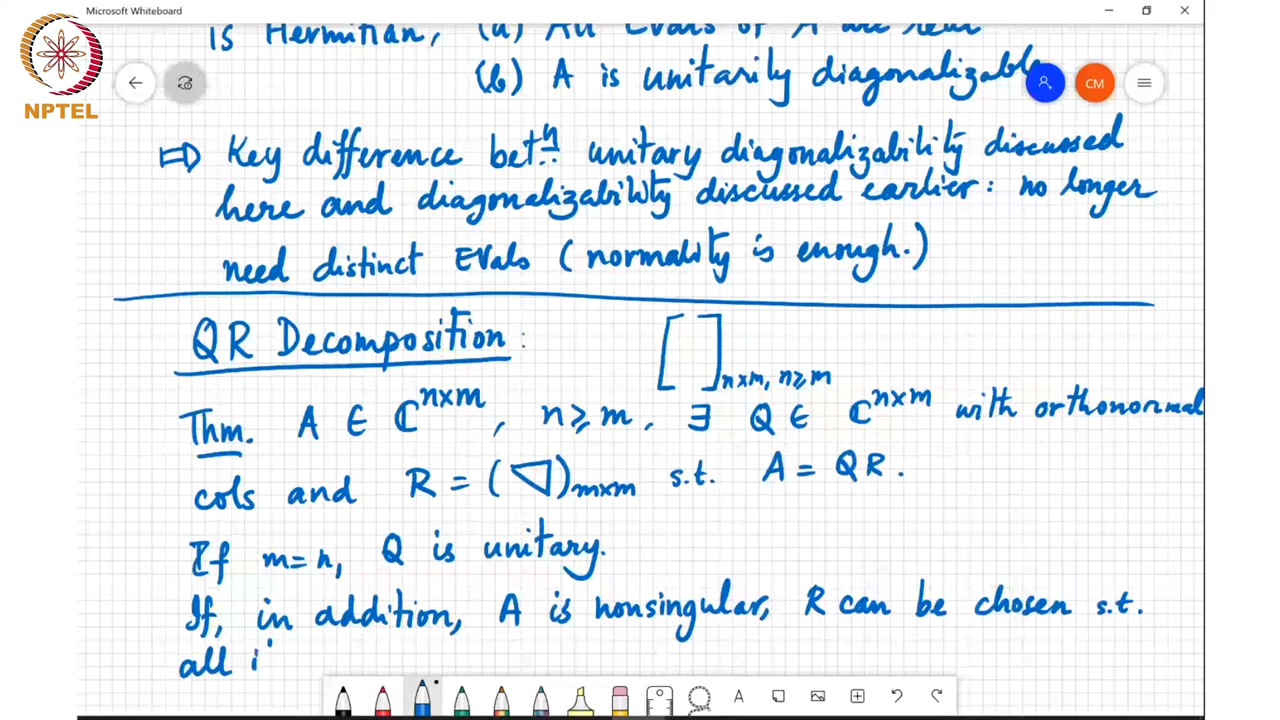 Microsoft Whiteboard
is Hermitian, (a) All Evals of A are real
(b) A is unitarily diagonalizable
NPTEL
CM
⇒ Key difference betn unitary diagonalizability discussed
here and diagonalizability discussed earlier: no longer
need distinct Evals (normality is enough.)
QR Decomposition: [ ]n×m, n≥m
Thm. A ∈ ℂ^{n×m}, n≥m, ∃ Q ∈ ℂ^{n×m} with orthonormal
cols and R = (▽)m×m s.t. A = QR.
If m=n, Q is unitary.
If, in addition, A is nonsingular, R can be chosen s.t.
all i
A